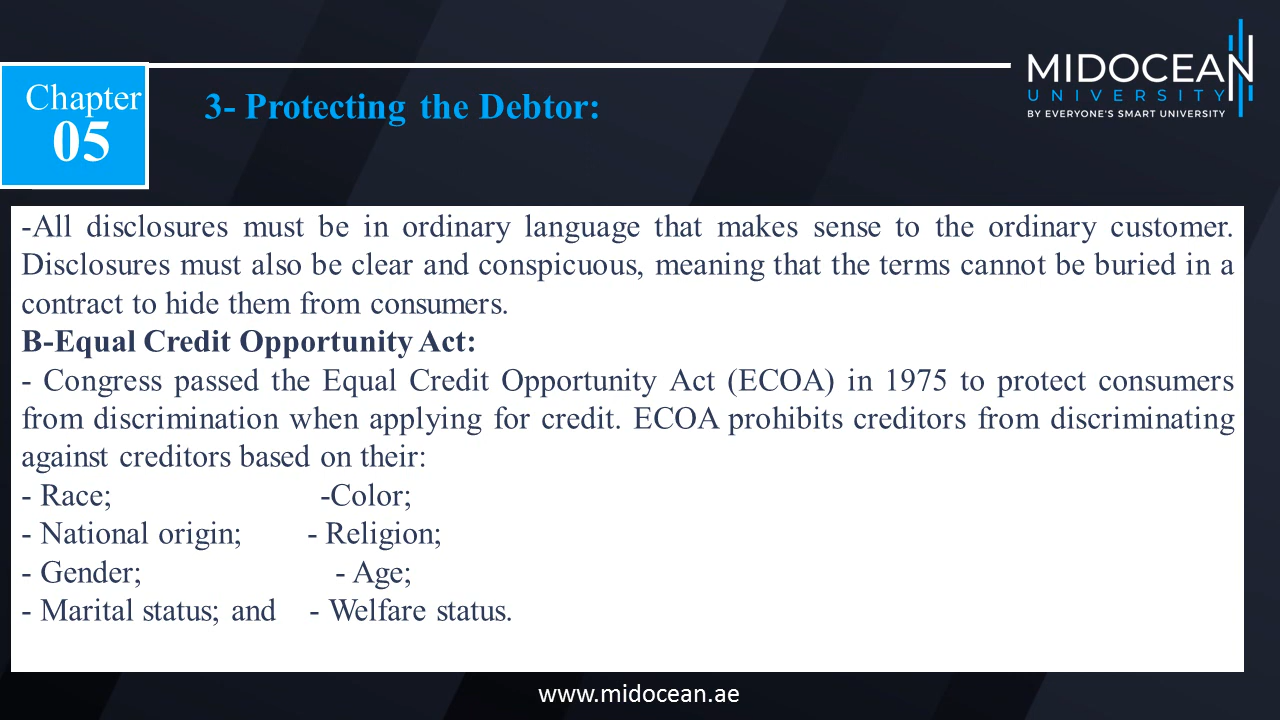 Chapter
05
3- Protecting the Debtor:
MIDOCEAN
UNIVERSITY
BY EVERYONE'S SMART UNIVERSITY
-All disclosures must be in ordinary language that makes sense to the ordinary customer.
Disclosures must also be clear and conspicuous, meaning that the terms cannot be buried in a
contract to hide them from consumers.
B-Equal Credit Opportunity Act:
- Congress passed the Equal Credit Opportunity Act (ECOA) in 1975 to protect consumers
from discrimination when applying for credit. ECOA prohibits creditors from discriminating
against creditors based on their:
- Race; -Color;
- National origin; - Religion;
- Gender; - Age;
- Marital status; and - Welfare status.
www.midocean.ae